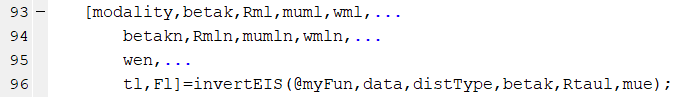 93 – [modality,betak,Rml,muml,wml,...
94 betakn,Rmln,mumln,wmln,...
95 wen,...
96 tl,Fl]=invertEIS(@myFun,data,distType,betak,Rtaul,mue);